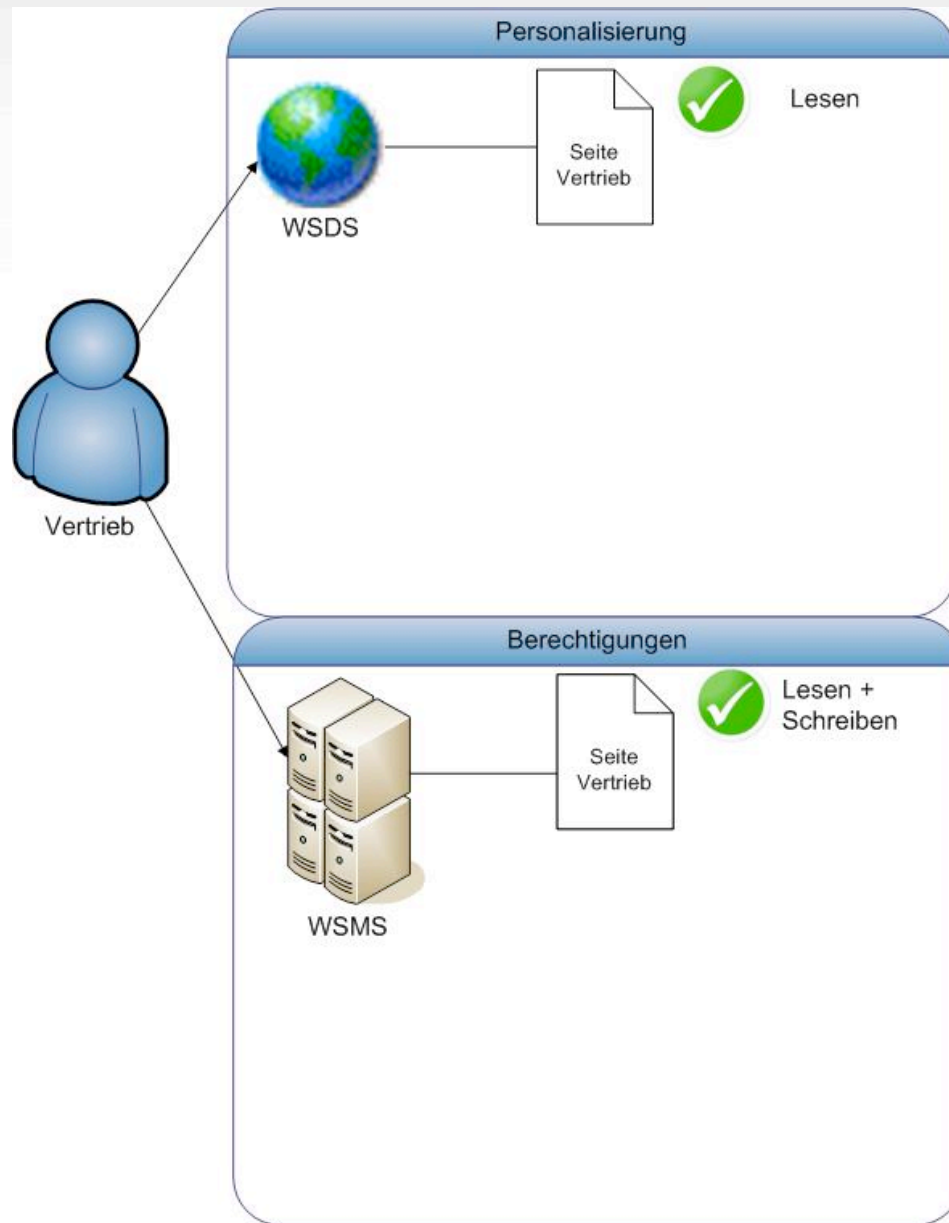 Personalisierung
Lesen
Seite
Vertrieb
WSDS
Vertrieb
Berechtigungen
Lesen +
Schreiben
Seite
Vertrieb
WSMS